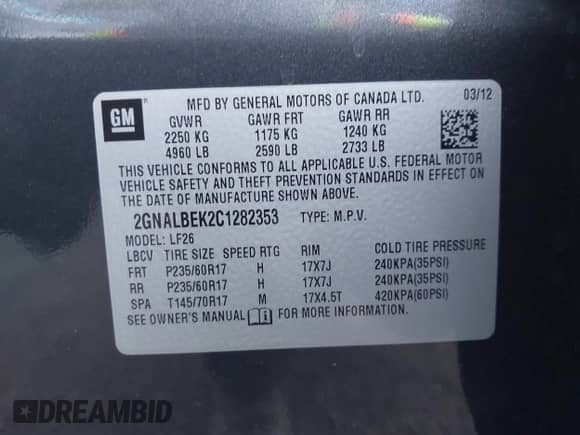 GM
MFD BY GENERAL MOTORS OF CANADA LTD. 03/12
GVWR GAWR FRT GAWR RR
2250 KG 1175 KG 1240 KG
4960 LB 2590 LB 2733 LB
THIS VEHICLE CONFORMS TO ALL APPLICABLE U.S. FEDERAL MOTOR
VEHICLE SAFETY AND THEFT PREVENTION STANDARDS IN EFFECT ON
THE DATE OF MANUFACTURE SHOWN ABOVE.
2GNALBEK2C1282353 TYPE: M.P.V.
MODEL: LF26
LBCV TIRE SIZE SPEED RTG RIM COLD TIRE PRESSURE
FRT P235/60R17 H 17X7J 240KPA(35PSI)
RR P235/60R17 H 17X7J 240KPA(35PSI)
SPA T145/70R17 M 17X4.5T 420KPA(60PSI)
SEE OWNER'S MANUAL FOR MORE INFORMATION.
DREAMBID